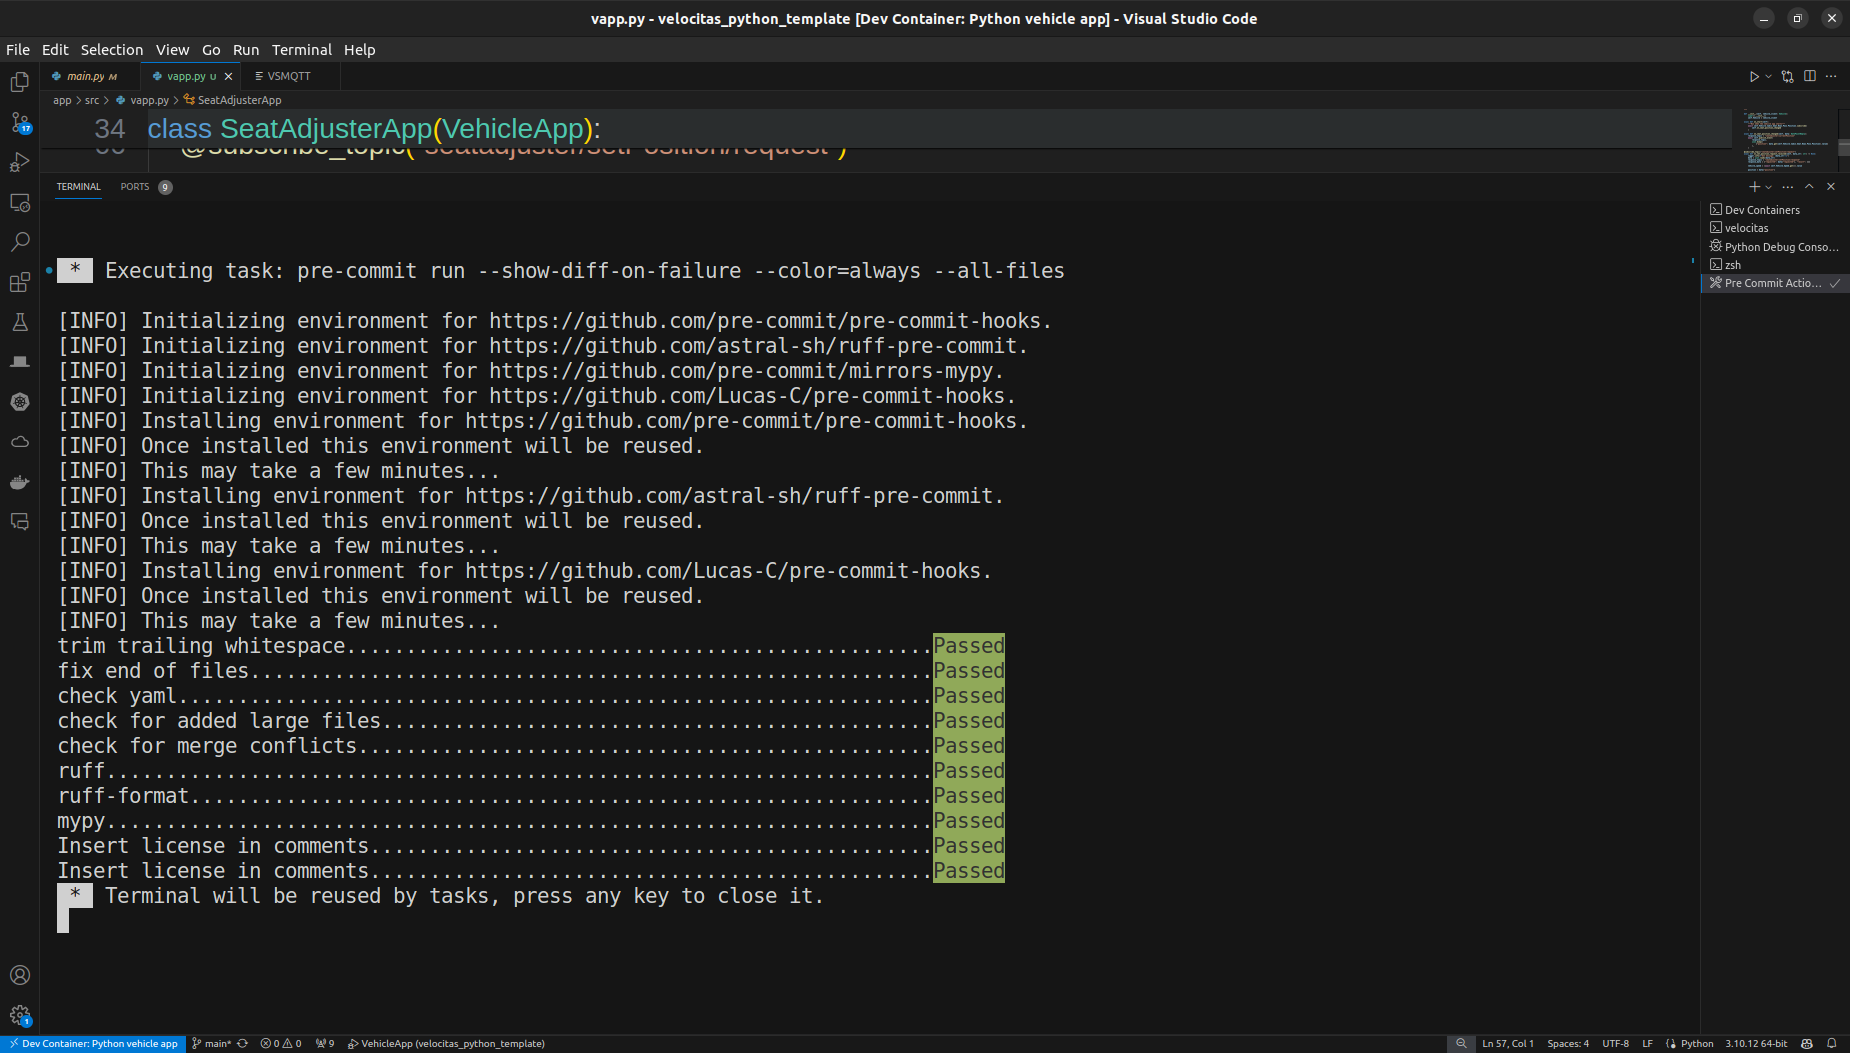 vapp.py - velocitas_python_template [Dev Container: Python vehicle app] - Visual Studio Code
File Edit Selection View Go Run Terminal Help
main.py M vapp.py U VSMQTT
app > src > vapp.py > SeatAdjusterApp
34 class SeatAdjusterApp(VehicleApp):
@subscribe_topic("seatadjuster/setPosition/request")
TERMINAL PORTS 9
17
Dev Containers
velocitas
Python Debug Conso...
zsh
Pre Commit Actio...
* Executing task: pre-commit run --show-diff-on-failure --color=always --all-files
[INFO] Initializing environment for https://github.com/pre-commit/pre-commit-hooks.
[INFO] Initializing environment for https://github.com/astral-sh/ruff-pre-commit.
[INFO] Initializing environment for https://github.com/pre-commit/mirrors-mypy.
[INFO] Initializing environment for https://github.com/Lucas-C/pre-commit-hooks.
[INFO] Installing environment for https://github.com/pre-commit/pre-commit-hooks.
[INFO] Once installed this environment will be reused.
[INFO] This may take a few minutes...
[INFO] Installing environment for https://github.com/astral-sh/ruff-pre-commit.
[INFO] Once installed this environment will be reused.
[INFO] This may take a few minutes...
[INFO] Installing environment for https://github.com/Lucas-C/pre-commit-hooks.
[INFO] Once installed this environment will be reused.
[INFO] This may take a few minutes...
trim trailing whitespace.................................................Passed
fix end of files.........................................................Passed
check yaml...............................................................Passed
check for added large files..............................................Passed
check for merge conflicts................................................Passed
ruff.....................................................................Passed
ruff-format..............................................................Passed
mypy.....................................................................Passed
Insert license in comments...............................................Passed
Insert license in comments...............................................Passed
* Terminal will be reused by tasks, press any key to close it.
1
Dev Container: Python vehicle app main* 0 0 9 VehicleApp (velocitas_python_template) Ln 57, Col 1 Spaces: 4 UTF-8 LF Python 3.10.12 64-bit